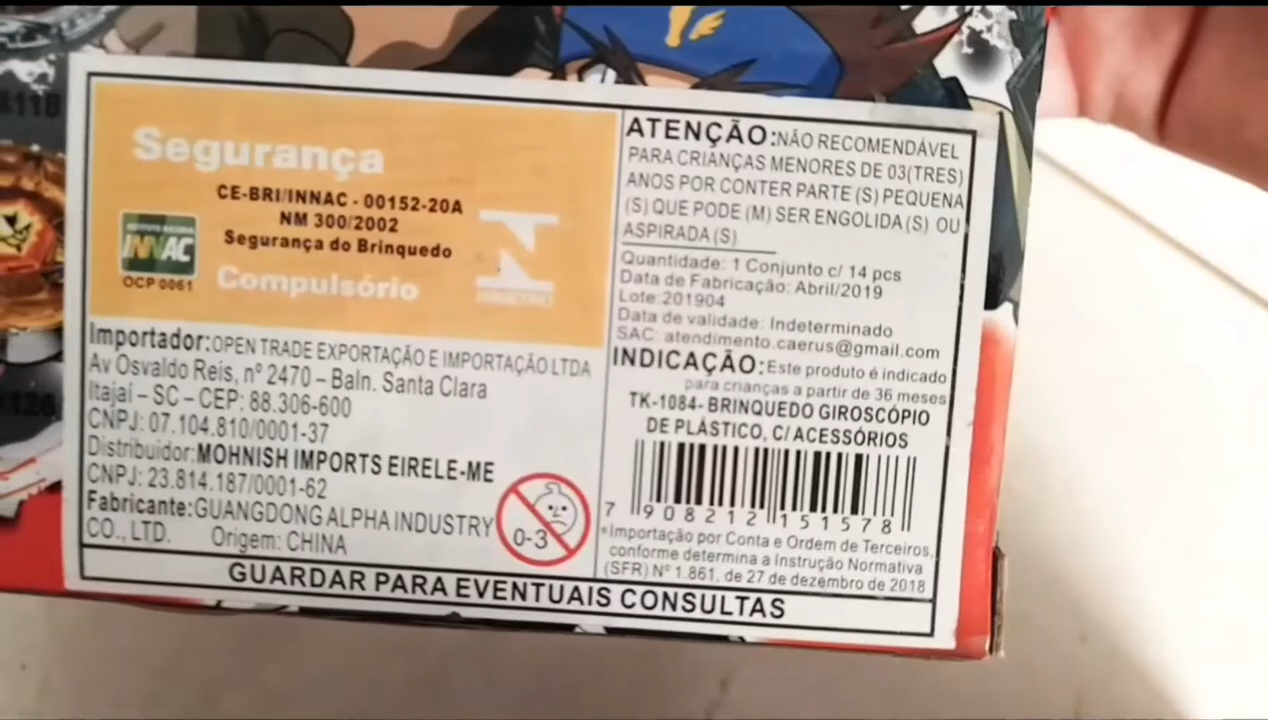 Segurança
CE-BRI/INNAC - 00152-20A
NM 300/2002
Segurança do Brinquedo
Compulsório
INNAC
OCP 0061
INMETRO
Importador:OPEN TRADE EXPORTAÇÃO E IMPORTAÇÃO LTDA
Av Osvaldo Reis, nº 2470 – Baln. Santa Clara
Itajaí – SC – CEP: 88.306-600
CNPJ: 07.104.810/0001-37
Distribuidor:MOHNISH IMPORTS EIRELE-ME
CNPJ: 23.814.187/0001-62
Fabricante:GUANGDONG ALPHA INDUSTRY
CO., LTD. Origem: CHINA
0-3
ATENÇÃO:NÃO RECOMENDÁVEL
PARA CRIANÇAS MENORES DE 03(TRES)
ANOS POR CONTER PARTE (S) PEQUENA
(S) QUE PODE (M) SER ENGOLIDA (S) OU
ASPIRADA (S)
Quantidade: 1 Conjunto c/ 14 pcs
Data de Fabricação: Abril/2019
Lote:201904
Data de validade: Indeterminado
SAC: atendimento.caerus@gmail.com
INDICAÇÃO:Este produto é indicado
para crianças a partir de 36 meses
TK-1084- BRINQUEDO GIROSCÓPIO
DE PLÁSTICO, C/ ACESSÓRIOS
7 908212 151578
*Importação por Conta e Ordem de Terceiros,
conforme determina a Instrução Normativa
(SFR) Nº 1.861, de 27 de dezembro de 2018
GUARDAR PARA EVENTUAIS CONSULTAS